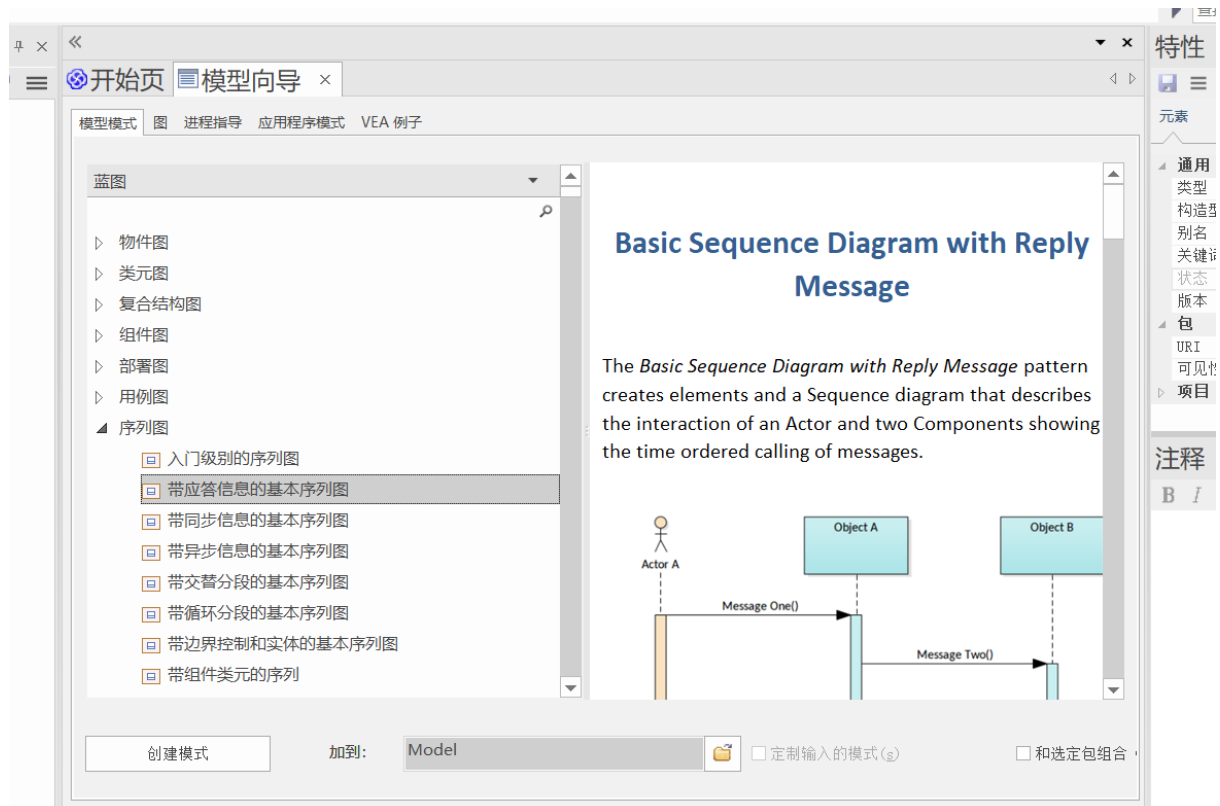 特性
开始页
模型向导
模型模式 图 进程指导 应用程序模式 VEA 例子
蓝图
物件图
类元图
复合结构图
组件图
部署图
用例图
序列图
入门级别的序列图
带应答信息的基本序列图
带同步信息的基本序列图
带异步信息的基本序列图
带交替分段的基本序列图
带循环分段的基本序列图
带边界控制和实体的基本序列图
带组件类元的序列
Basic Sequence Diagram with Reply
Message
The Basic Sequence Diagram with Reply Message pattern
creates elements and a Sequence diagram that describes
the interaction of an Actor and two Components showing
the time ordered calling of messages.
Object A
Object B
Actor A
Message One()
Message Two()
创建模式
加到:
Model
定制输入的模式(s)
和选定包组合
元素
通用
类型
构造型
别名
关键词
状态
版本
包
URI
可见性
项目
注释
B I